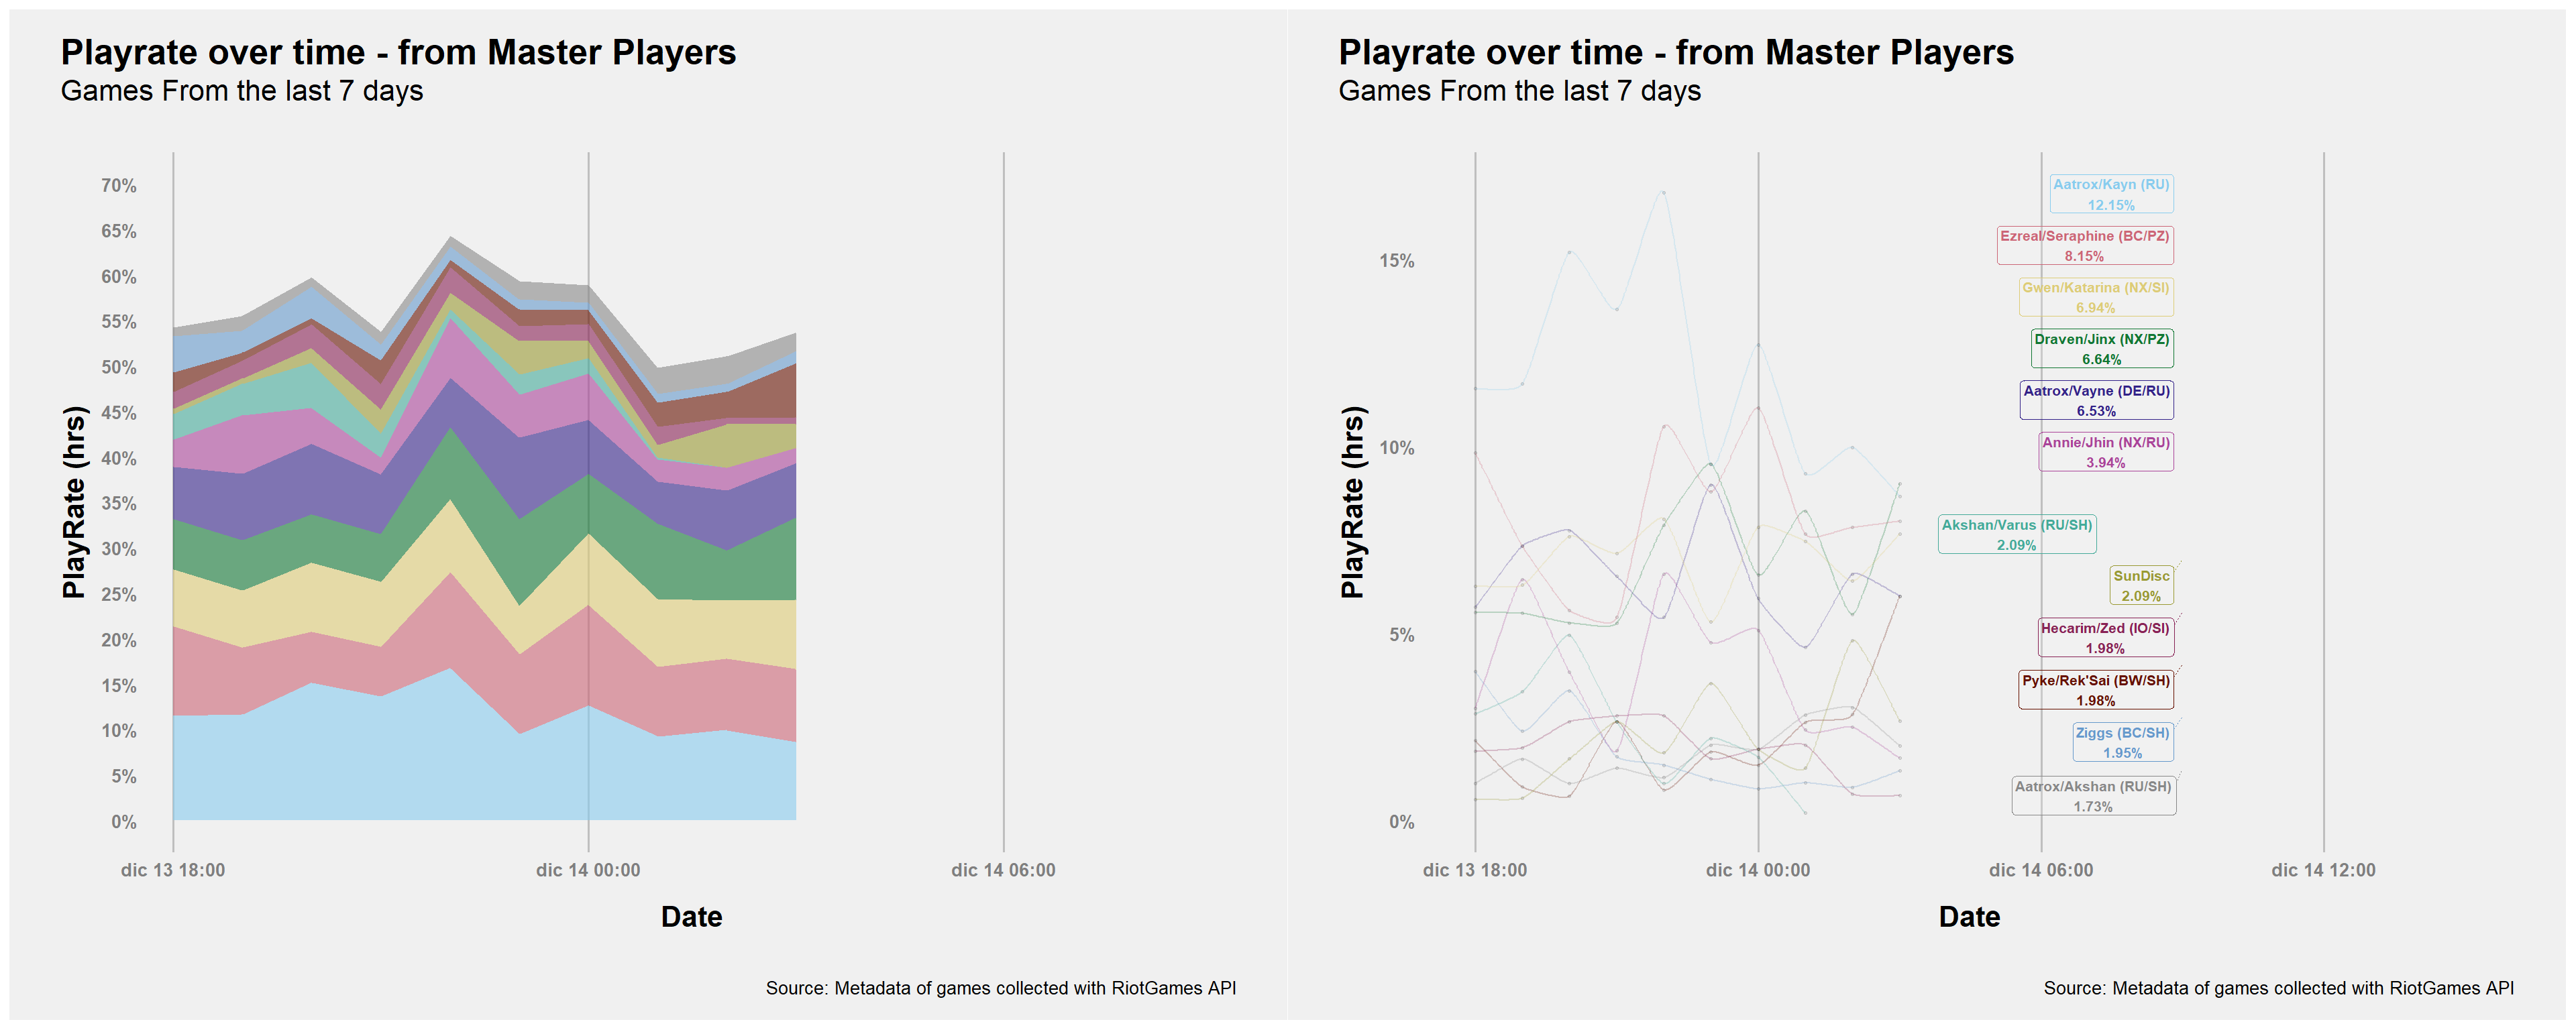 Playrate over time - from Master Players
Games From the last 7 days
PlayRate (hrs)
70%
65%
60%
55%
50%
45%
40%
35%
30%
25%
20%
15%
10%
5%
0%
dic 13 18:00
dic 14 00:00
dic 14 06:00
Date
Source: Metadata of games collected with RiotGames API
Playrate over time - from Master Players
Games From the last 7 days
PlayRate (hrs)
15%
10%
5%
0%
Aatrox/Kayn (RU)
12.15%
Ezreal/Seraphine (BC/PZ)
8.15%
Gwen/Katarina (NX/SI)
6.94%
Draven/Jinx (NX/PZ)
6.64%
Aatrox/Vayne (DE/RU)
6.53%
Annie/Jhin (NX/RU)
3.94%
Akshan/Varus (RU/SH)
2.09%
SunDisc
2.09%
Hecarim/Zed (IO/SI)
1.98%
Pyke/Rek'Sai (BW/SH)
1.98%
Ziggs (BC/SH)
1.95%
Aatrox/Akshan (RU/SH)
1.73%
dic 13 18:00
dic 14 00:00
dic 14 06:00
dic 14 12:00
Date
Source: Metadata of games collected with RiotGames API